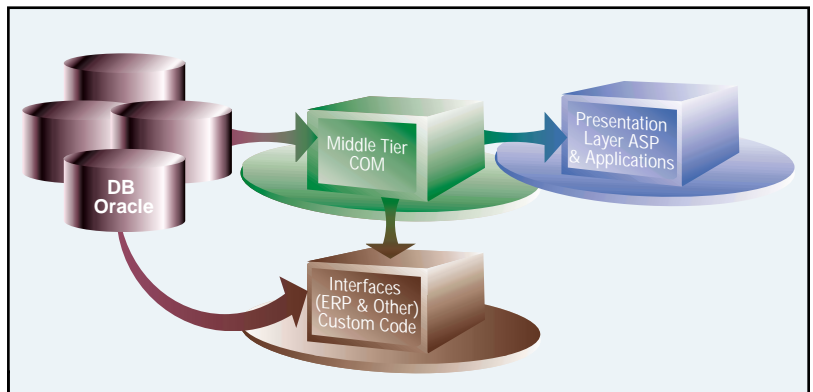 DB
Oracle
Middle Tier
COM
Presentation
Layer ASP
& Applications
Interfaces
(ERP & Other)
Custom Code